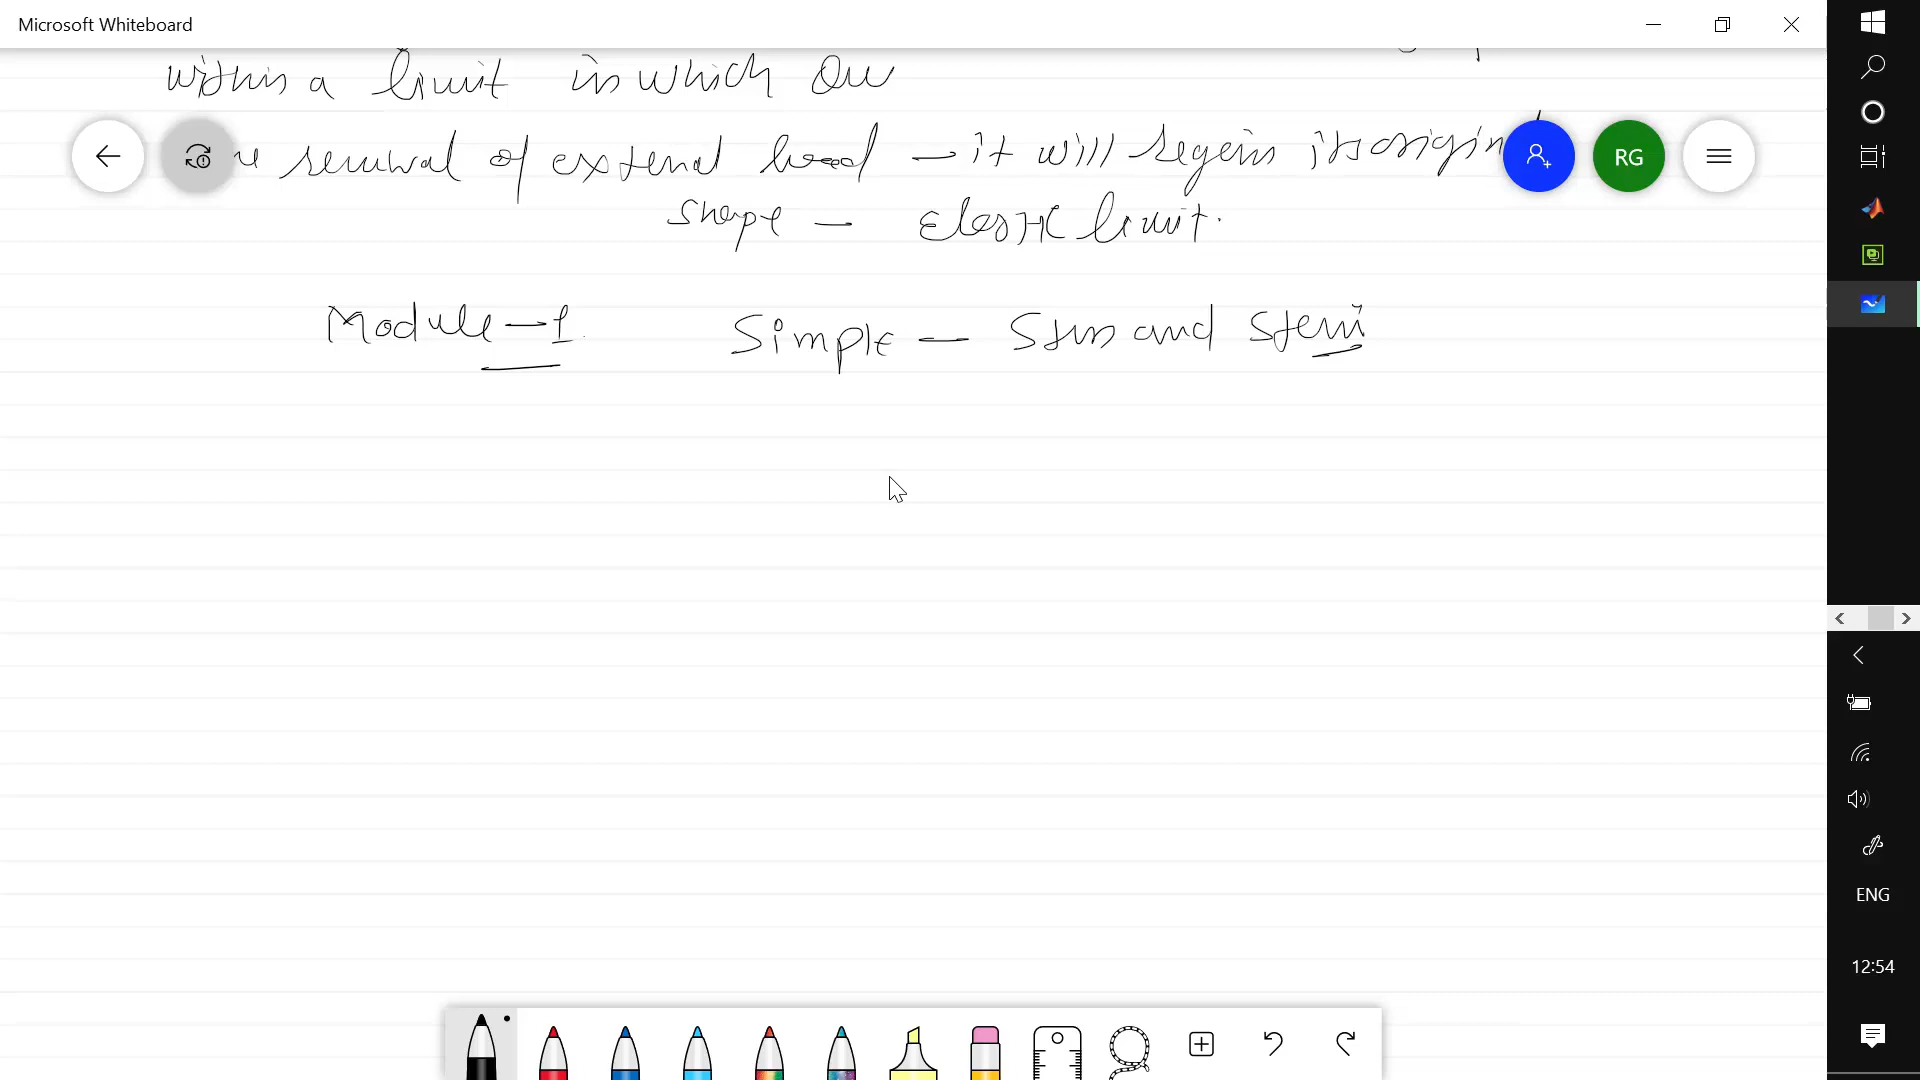 Microsoft Whiteboard
within a limit in which on
removal of external load — it will regain its origin
shape — Elastic limit.
Module-1. Simple — Stress and Strain
RG
ENG
12:54